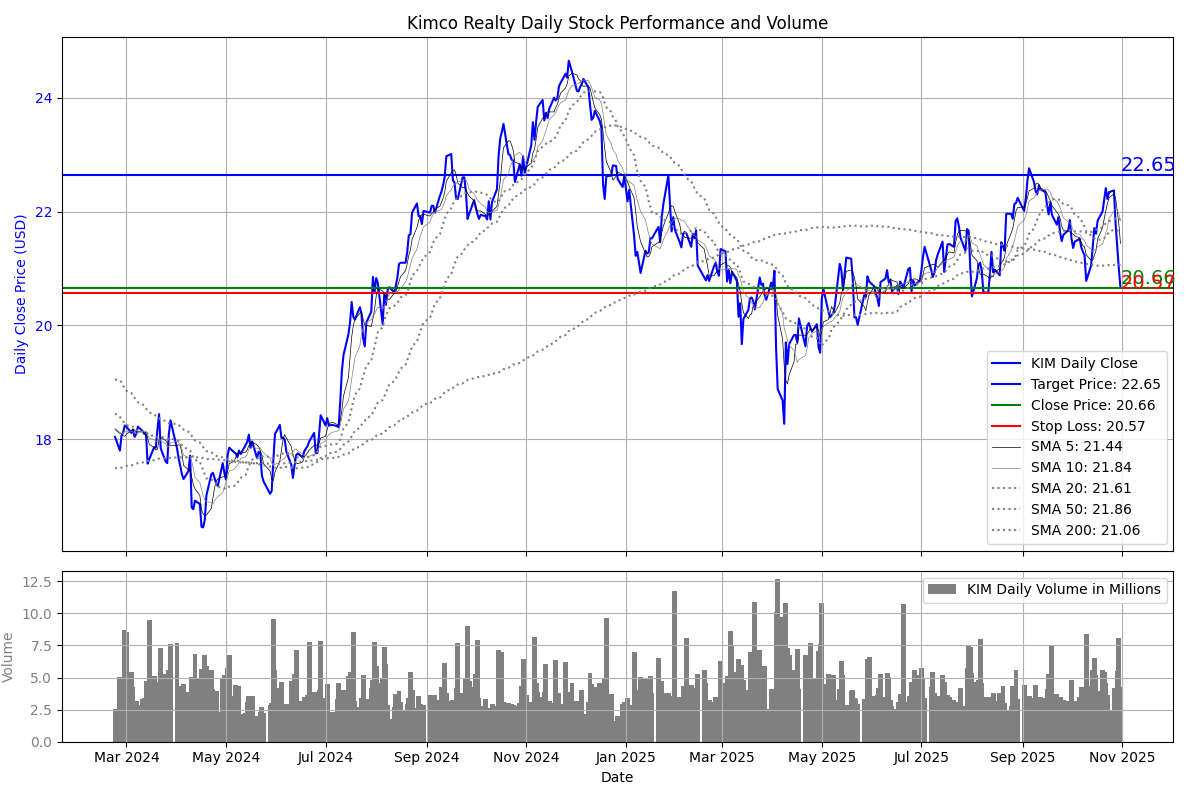 Kimco Realty Daily Stock Performance and Volume
Daily Close Price (USD)
24
22
20
18
22.65
20.66
20.57
KIM Daily Close
Target Price: 22.65
Close Price: 20.66
Stop Loss: 20.57
SMA 5: 21.44
SMA 10: 21.84
SMA 20: 21.61
SMA 50: 21.86
SMA 200: 21.06
Volume
12.5
10.0
7.5
5.0
2.5
0.0
KIM Daily Volume in Millions
Mar 2024 May 2024 Jul 2024 Sep 2024 Nov 2024 Jan 2025 Mar 2025 May 2025 Jul 2025 Sep 2025 Nov 2025
Date